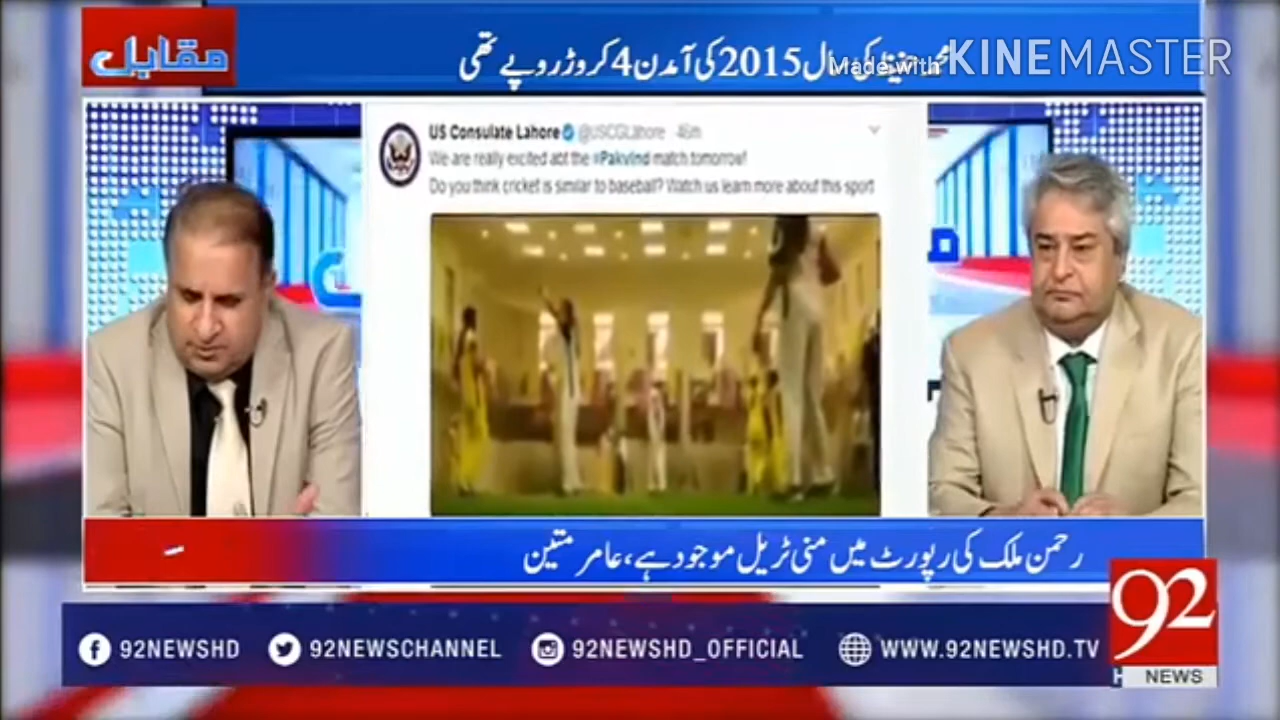 مقابل
کی سال 2015 کی آمدن 4 کروڑ روپے تھی
Made with KINEMASTER
US Consulate Lahore @USCGLahore 46m
We are really excited abt the #PakvInd match tomorrow!
Do you think cricket is similar to baseball? Watch us learn more about this sport
رحمن ملک کی رپورٹ میں منی ٹریل موجود ہے، عامر متین
92NEWSHD 92NEWSCHANNEL 92NEWSHD_OFFICIAL WWW.92NEWSHD.TV
92
NEWS